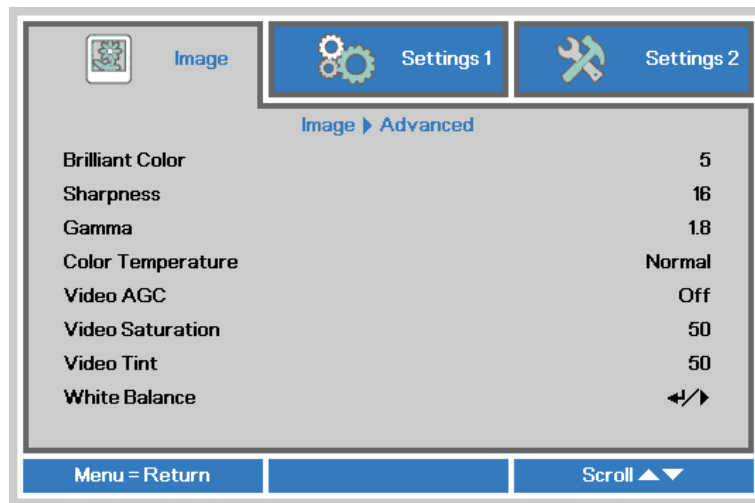 Image Settings 1 Settings 2
Image ▶ Advanced
Brilliant Color 5
Sharpness 16
Gamma 1.8
Color Temperature Normal
Video AGC Off
Video Saturation 50
Video Tint 50
White Balance ↵/▶
Menu = Return Scroll ▲▼